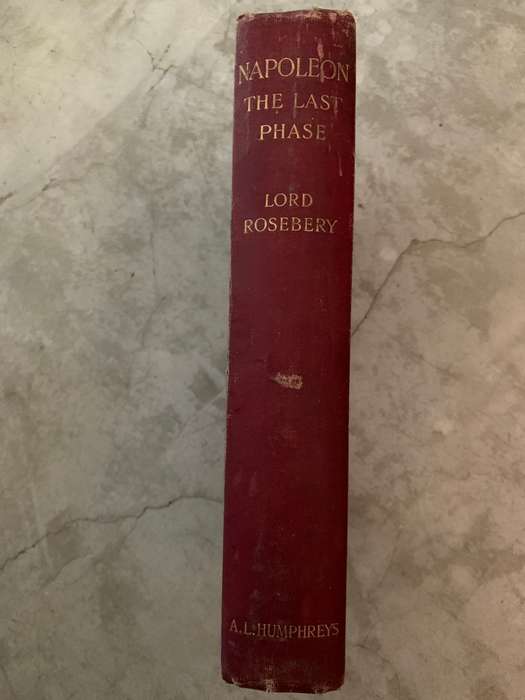 NAPOLEON
THE LAST
PHASE
LORD
ROSEBERY
A.L.HUMPHREYS